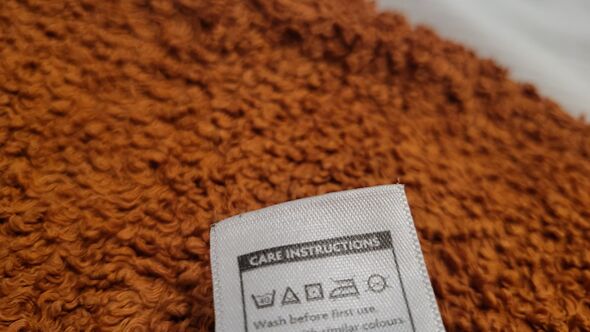 CARE INSTRUCTIONS
Wash before first use.
similar colours